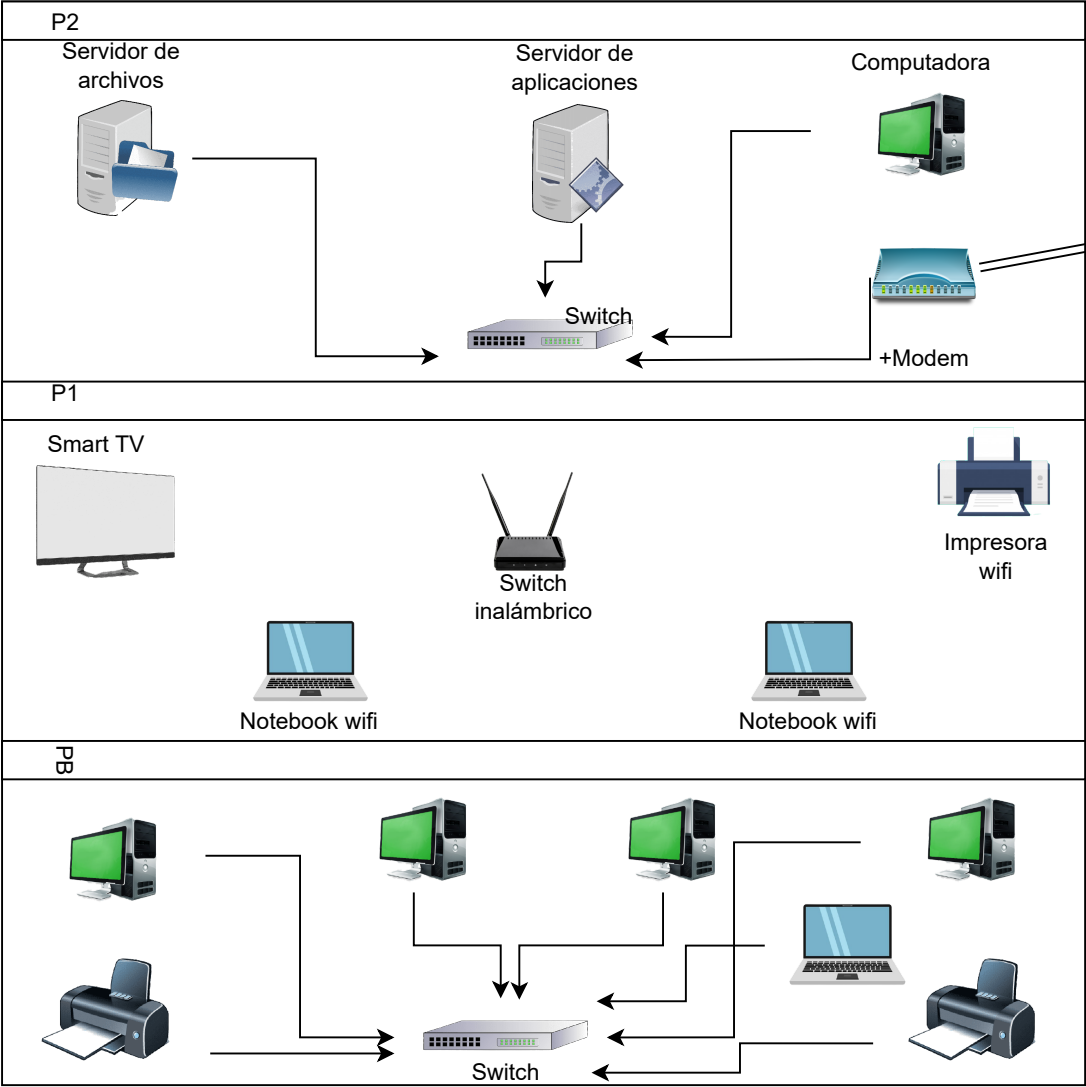 P2
Servidor de
archivos
Servidor de
aplicaciones
Computadora
Switch
+Modem
P1
Smart TV
Switch
inalámbrico
Impresora
wifi
Notebook wifi
Notebook wifi
PB
Switch